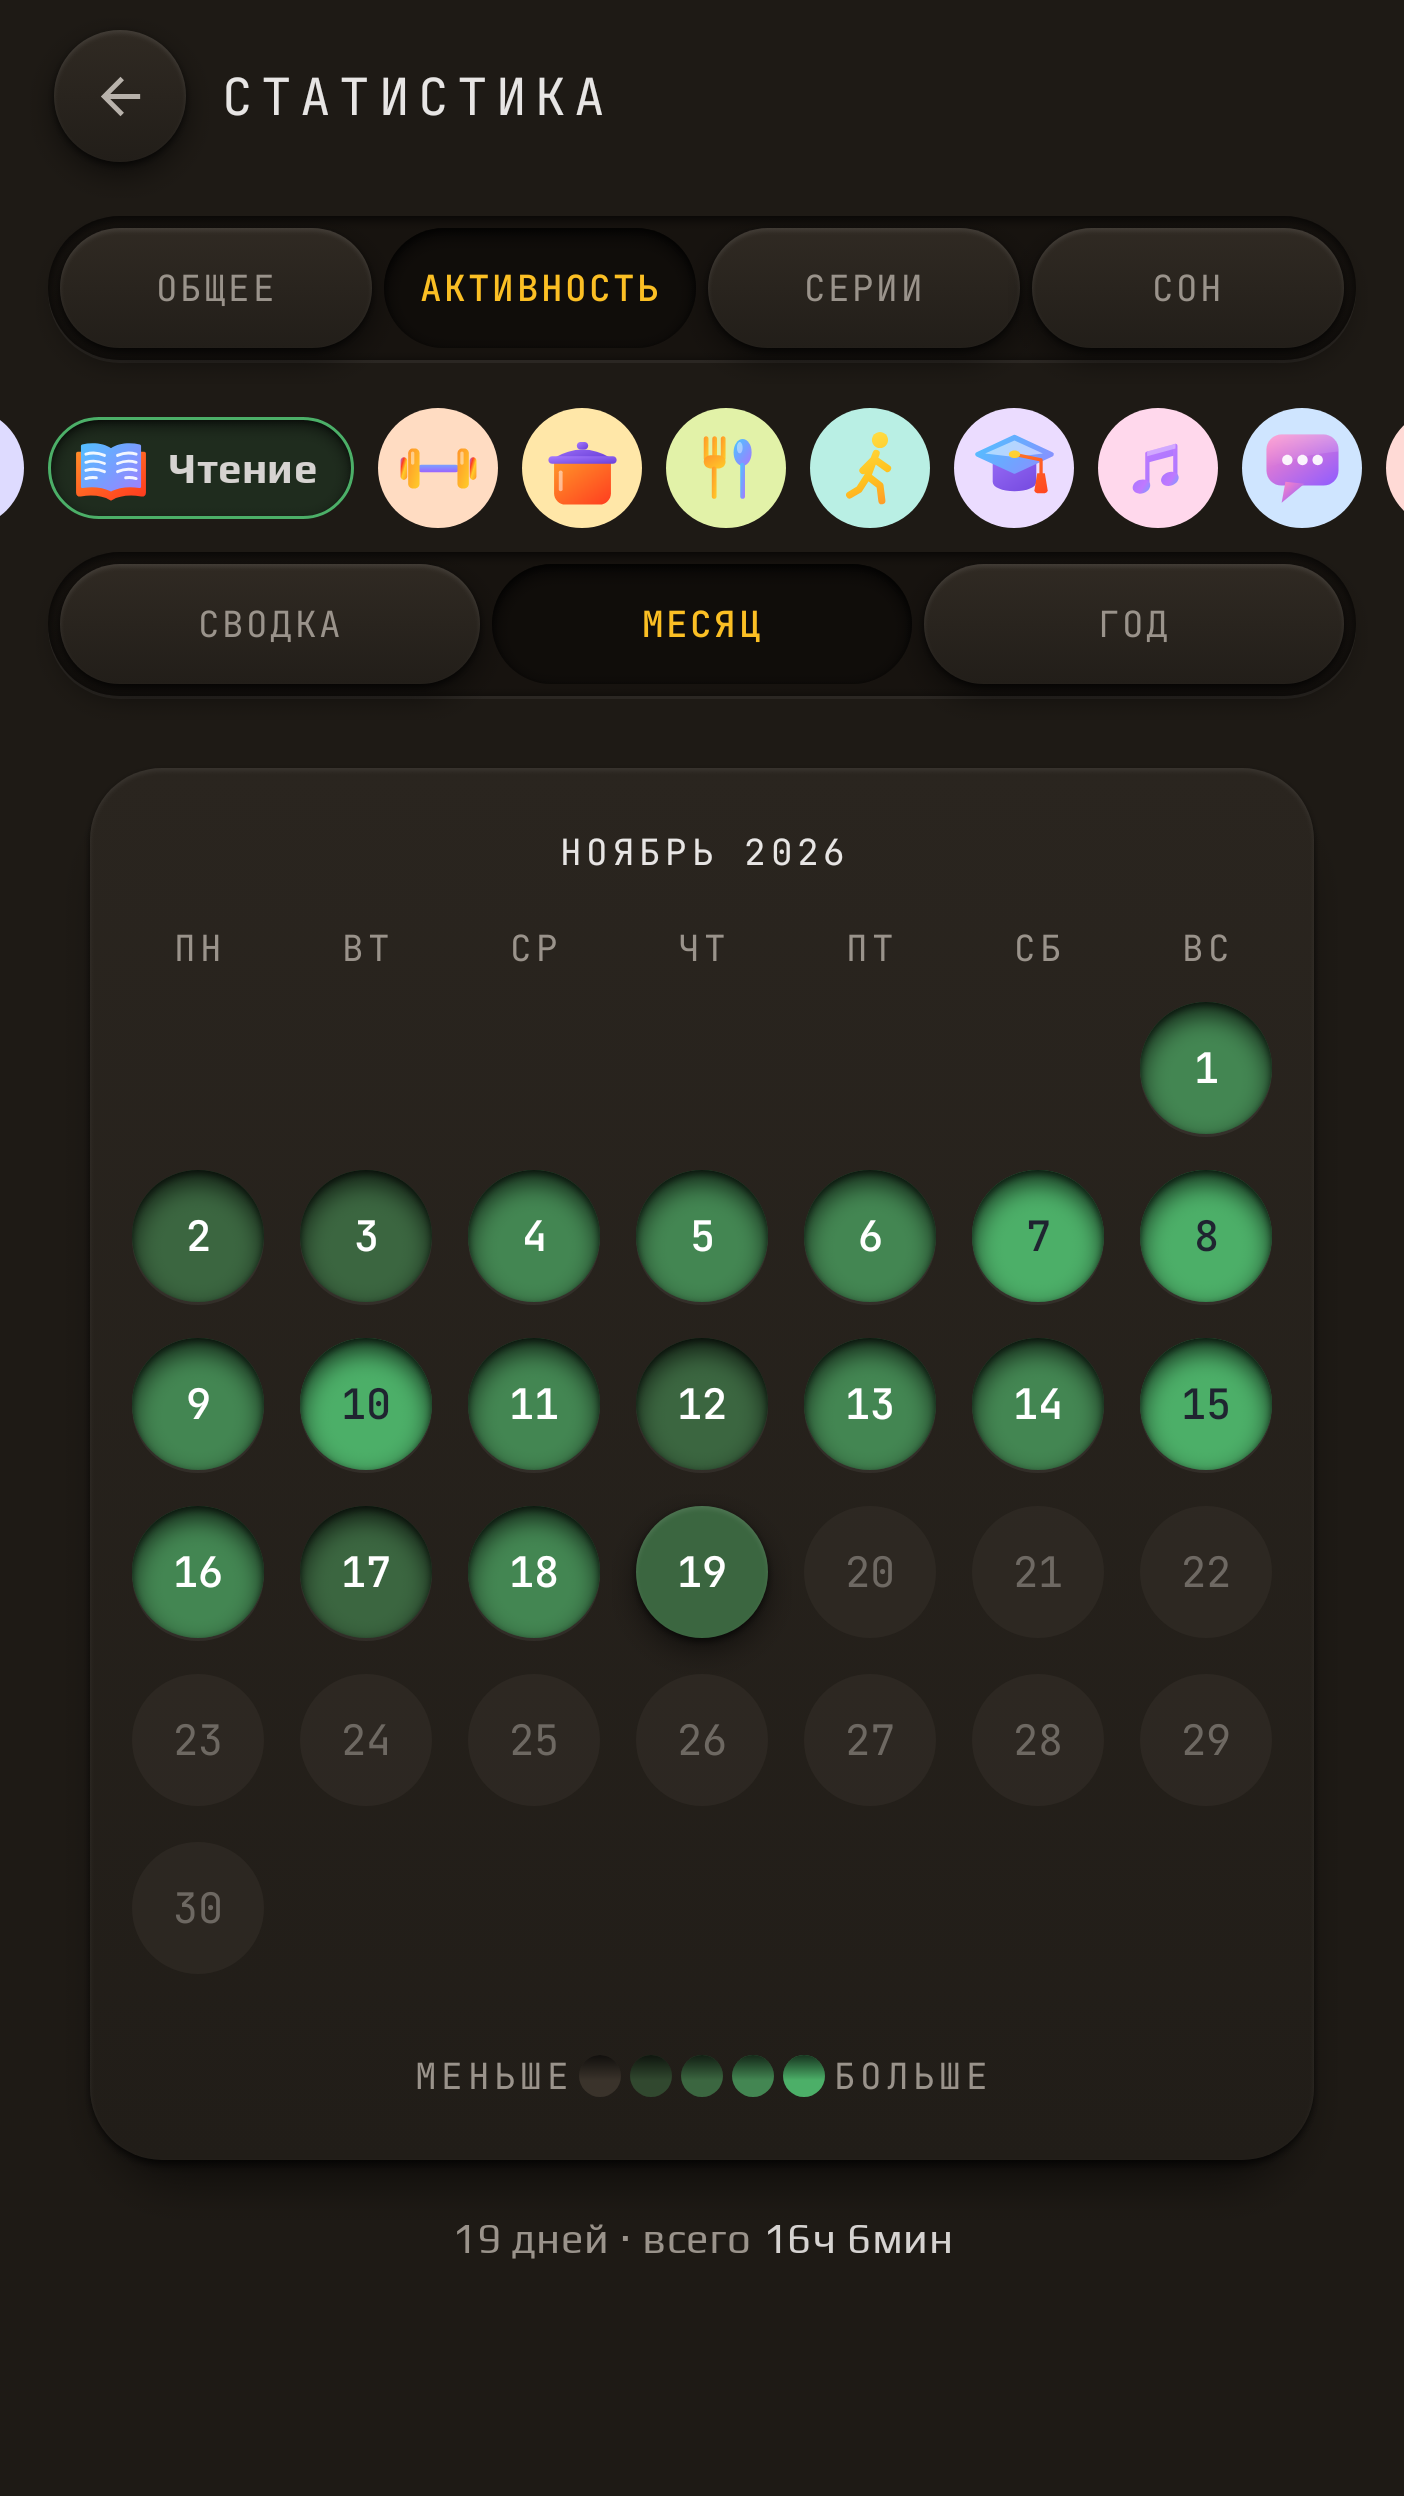 СТАТИСТИКА
ОБЩЕЕ АКТИВНОСТЬ СЕРИИ СОН
Чтение
СВОДКА МЕСЯЦ ГОД
НОЯБРЬ 2026
ПН ВТ СР ЧТ ПТ СБ ВС
1
2 3 4 5 6 7 8
9 10 11 12 13 14 15
16 17 18 19 20 21 22
23 24 25 26 27 28 29
30
МЕНЬШЕ БОЛЬШЕ
19 дней · всего 16ч 6мин